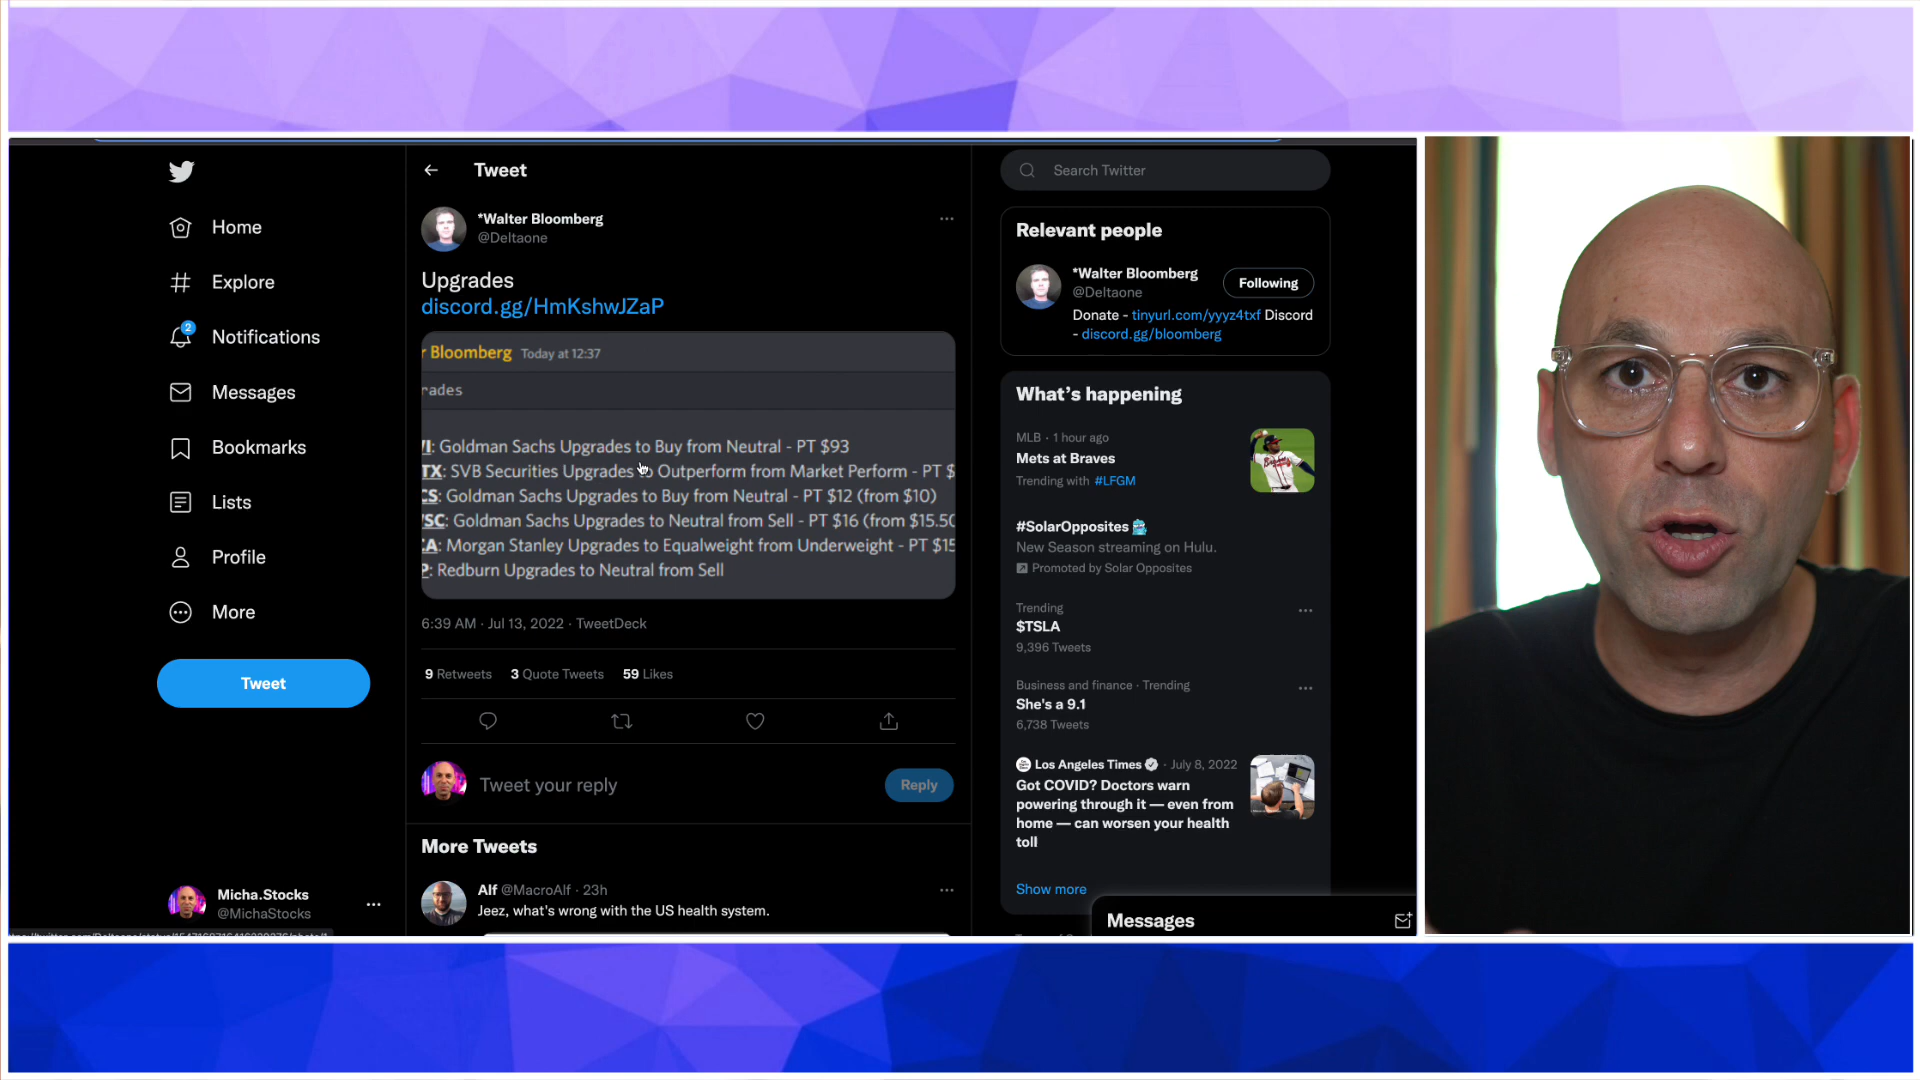 Home
Explore
2
Notifications
Messages
Bookmarks
Lists
Profile
More
Tweet
Micha.Stocks
@MichaStocks
Tweet
*Walter Bloomberg
@Deltaone
Upgrades
discord.gg/HmKshwJZaP
r Bloomberg Today at 12:37
rades
I: Goldman Sachs Upgrades to Buy from Neutral - PT $93
TX: SVB Securities Upgrades to Outperform from Market Perform - PT $
CS: Goldman Sachs Upgrades to Buy from Neutral - PT $12 (from $10)
SC: Goldman Sachs Upgrades to Neutral from Sell - PT $16 (from $15.50
CA: Morgan Stanley Upgrades to Equalweight from Underweight - PT $15
P: Redburn Upgrades to Neutral from Sell
6:39 AM · Jul 13, 2022 · TweetDeck
9 Retweets 3 Quote Tweets 59 Likes
Tweet your reply
Reply
More Tweets
Alf @MacroAlf · 23h
Jeez, what's wrong with the US health system.
Search Twitter
Relevant people
*Walter Bloomberg
@Deltaone
Following
Donate - tinyurl.com/yyyz4txf Discord
- discord.gg/bloomberg
What's happening
MLB · 1 hour ago
Mets at Braves
Trending with #LFGM
#SolarOpposites
New Season streaming on Hulu.
Promoted by Solar Opposites
Trending
$TSLA
9,396 Tweets
Business and finance · Trending
She's a 9.1
6,738 Tweets
Los Angeles Times · July 8, 2022
Got COVID? Doctors warn
powering through it — even from
home — can worsen your health
toll
Show more
Messages